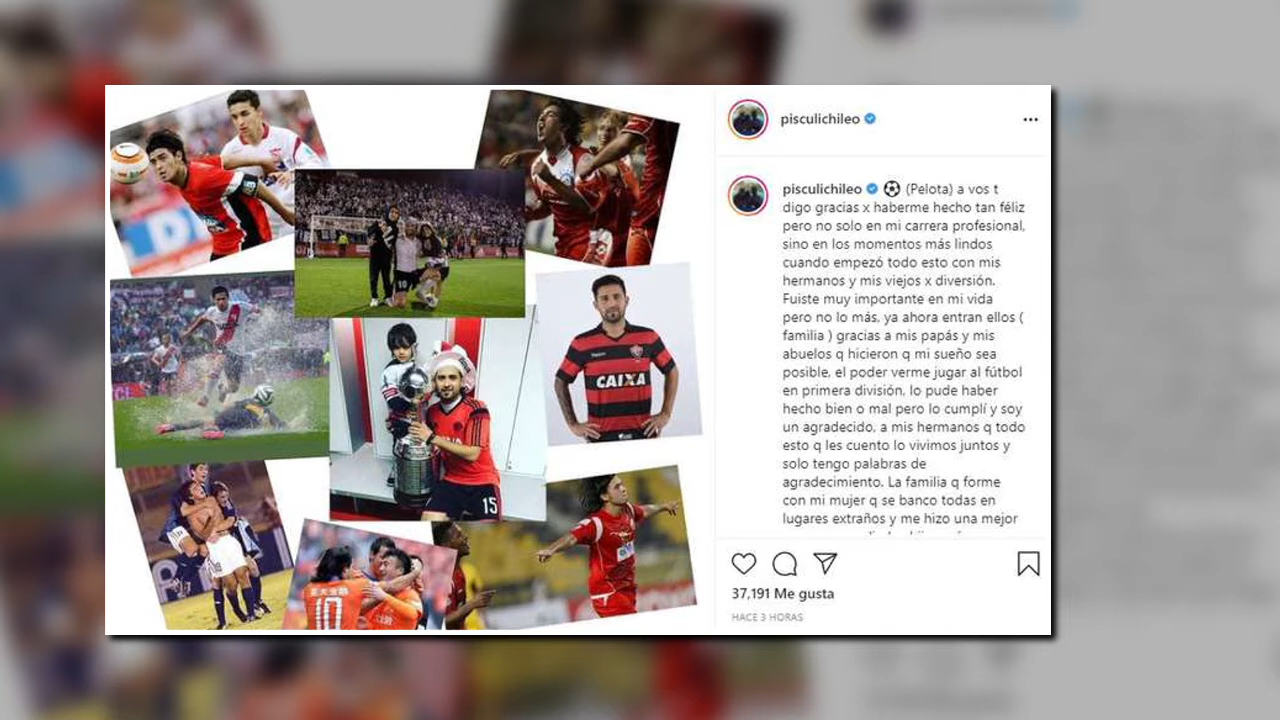 pisculichileo
pisculichileo (Pelota) a vos t
digo gracias x haberme hecho tan féliz
pero no solo en mi carrera profesional,
sino en los momentos más lindos
cuando empezó todo esto con mis
hermanos y mis viejos x diversión.
Fuiste muy importante en mi vida
pero no lo más, ya ahora entran ellos (
familia ) gracias a mis papás y mis
abuelos q hicieron q mi sueño sea
posible, el poder verme jugar al fútbol
en primera división, lo pude haber
hecho bien o mal pero lo cumplí y soy
un agradecido, a mis hermanos q todo
esto q les cuento lo vivimos juntos y
solo tengo palabras de
agradecimiento. La familia q forme
con mi mujer q se banco todas en
lugares extraños y me hizo una mejor
37,191 Me gusta
HACE 3 HORAS
CAIXA
15
10
10